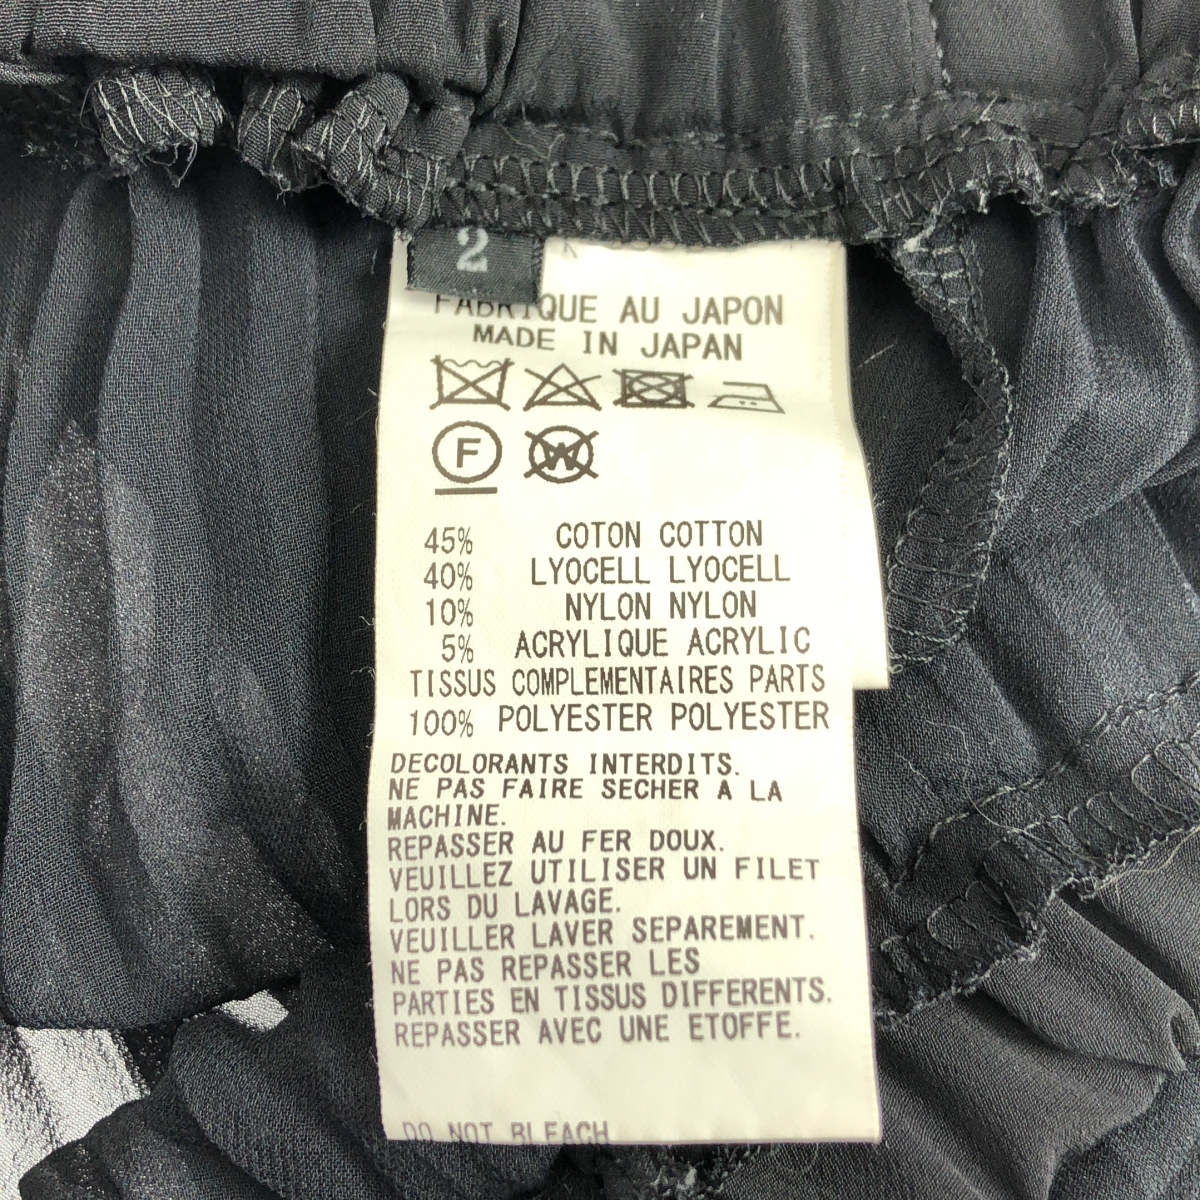 2
FABRIQUE AU JAPON
MADE IN JAPAN
F W
45% COTON COTTON
40% LYOCELL LYOCELL
10% NYLON NYLON
5% ACRYLIQUE ACRYLIC
TISSUS COMPLEMENTAIRES PARTS
100% POLYESTER POLYESTER
DECOLORANTS INTERDITS.
NE PAS FAIRE SECHER A LA
MACHINE.
REPASSER AU FER DOUX.
VEUILLEZ UTILISER UN FILET
LORS DU LAVAGE.
VEUILLER LAVER SEPAREMENT.
NE PAS REPASSER LES
PARTIES EN TISSUS DIFFERENTS.
REPASSER AVEC UNE ETOFFE.
DO NOT BLEACH